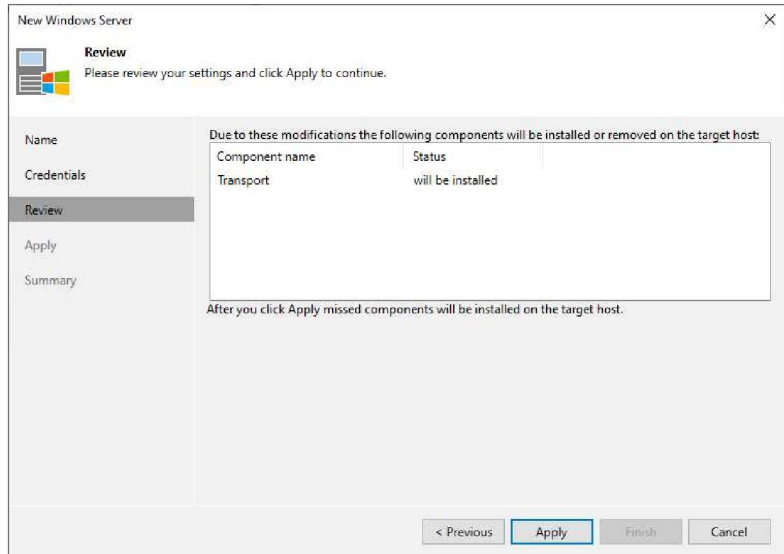 New Windows Server
Review
Please review your settings and click Apply to continue.
Name
Credentials
Review
Apply
Summary
Due to these modifications the following components will be installed or removed on the target host:
Component name Status
Transport will be installed
After you click Apply missed components will be installed on the target host.
< Previous Apply Finish Cancel